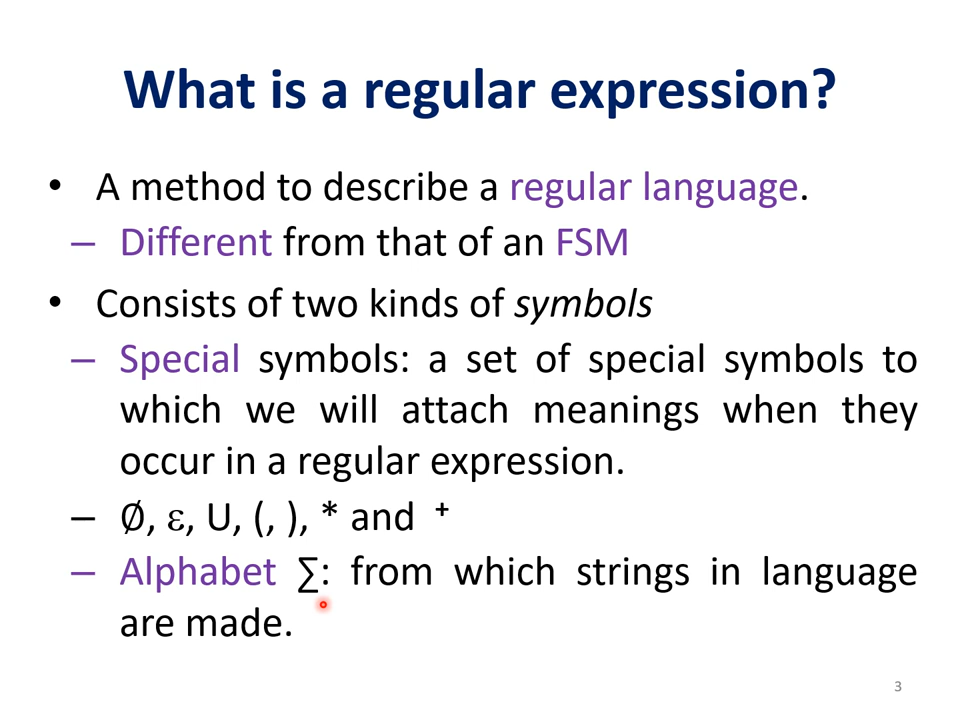 What is a regular expression?
• A method to describe a regular language.
– Different from that of an FSM
• Consists of two kinds of symbols
– Special symbols: a set of special symbols to
which we will attach meanings when they
occur in a regular expression.
– ∅, ε, U, (, ), * and ⁺
– Alphabet ∑: from which strings in language
are made.
3